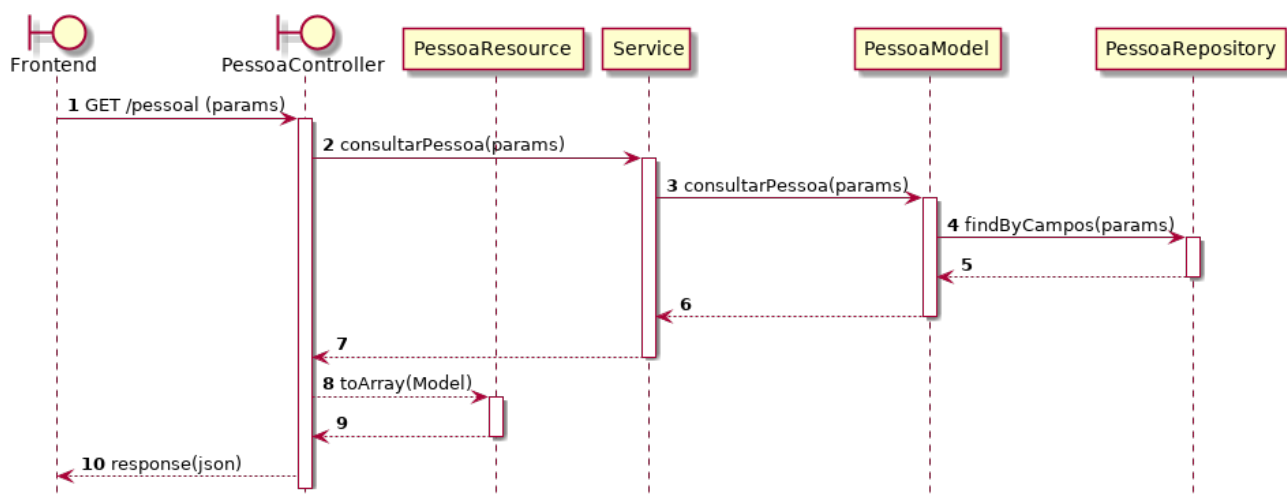 Frontend
PessoaController
PessoaResource
Service
PessoaModel
PessoaRepository
1 GET /pessoal (params)
2 consultarPessoa(params)
3 consultarPessoa(params)
4 findByCampos(params)
5
6
7
8 toArray(Model)
9
10 response(json)